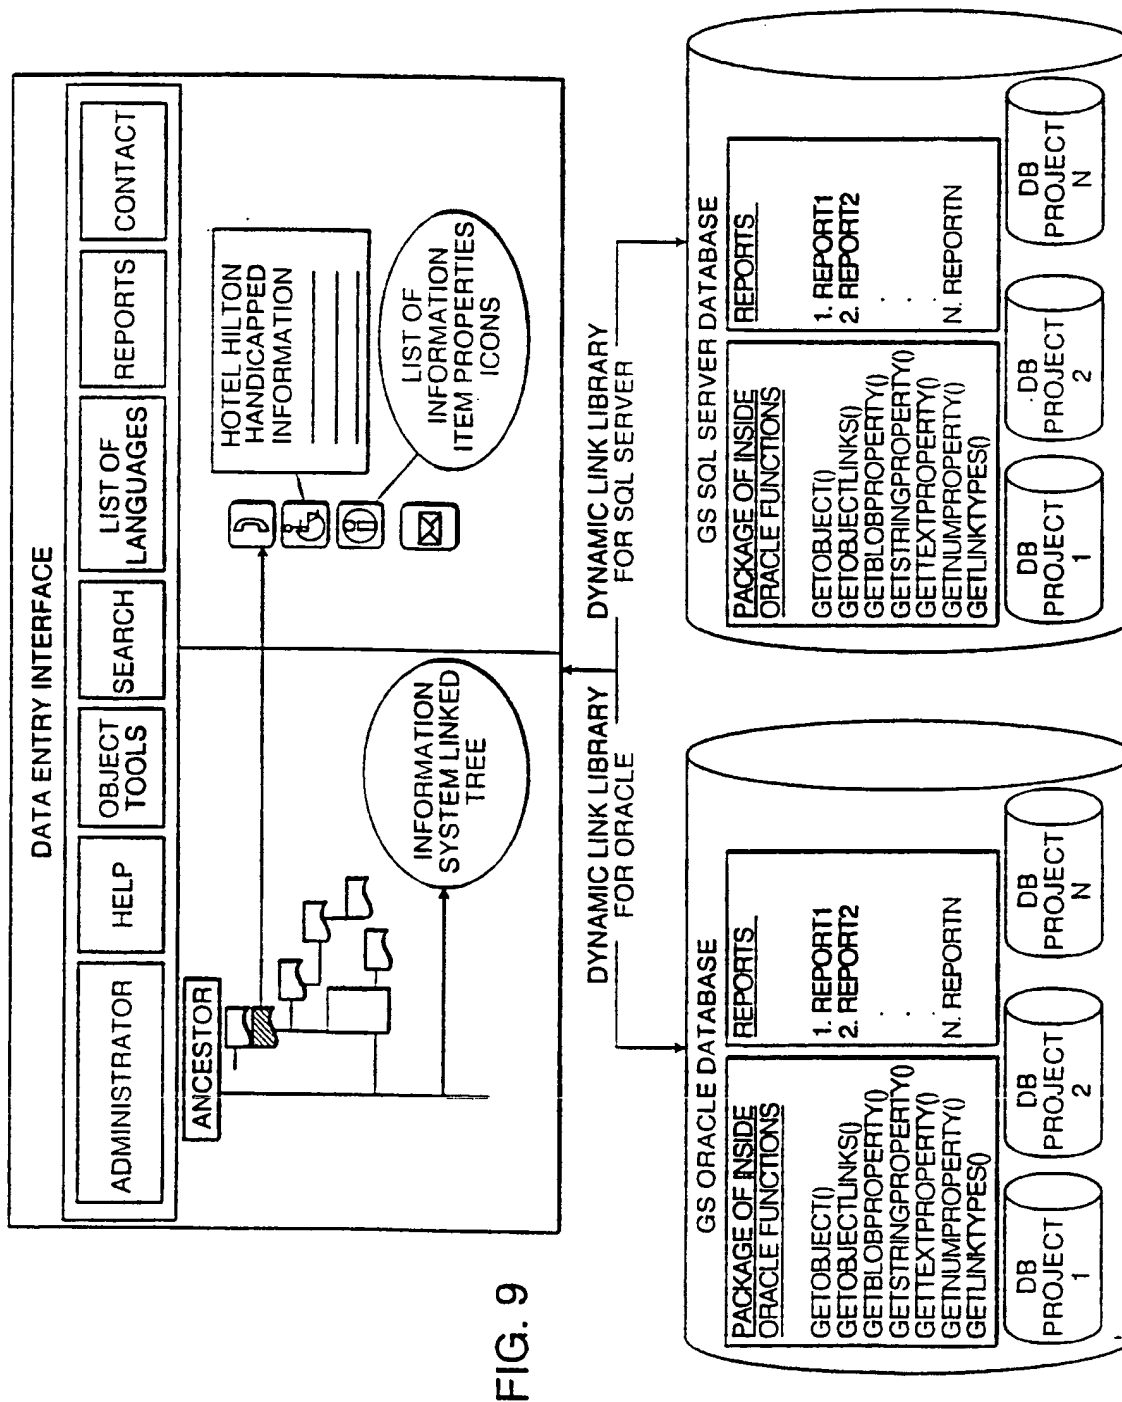 DATA ENTRY INTERFACE
ADMINISTRATOR
HELP
OBJECT
TOOLS
SEARCH
LIST OF
LANGUAGES
REPORTS
CONTACT
ANCESTOR
INFORMATION
SYSTEM LINKED
TREE
HOTEL HILTON
HANDICAPPED
INFORMATION
LIST OF
INFORMATION
ITEM PROPERTIES
ICONS
DYNAMIC LINK LIBRARY
FOR ORACLE
DYNAMIC LINK LIBRARY
FOR SQL SERVER
GS ORACLE DATABASE
PACKAGE OF INSIDE
ORACLE FUNCTIONS
GETOBJECT()
GETOBJECTLINKS()
GETBLOBPROPERTY()
GETSTRINGPROPERTY()
GETTEXTPROPERTY()
GETNUMPROPERTY()
GETLINKTYPES()
REPORTS
1. REPORT1
2. REPORT2
.
.
N. REPORTN
DB
PROJECT
1
DB
PROJECT
2
DB
PROJECT
N
GS SQL SERVER DATABASE
PACKAGE OF INSIDE
ORACLE FUNCTIONS
GETOBJECT()
GETOBJECTLINKS()
GETBLOBPROPERTY()
GETSTRINGPROPERTY()
GETTEXTPROPERTY()
GETNUMPROPERTY()
GETLINKTYPES()
REPORTS
1. REPORT1
2. REPORT2
.
.
N. REPORTN
DB
PROJECT
1
DB
PROJECT
2
DB
PROJECT
N
FIG. 9